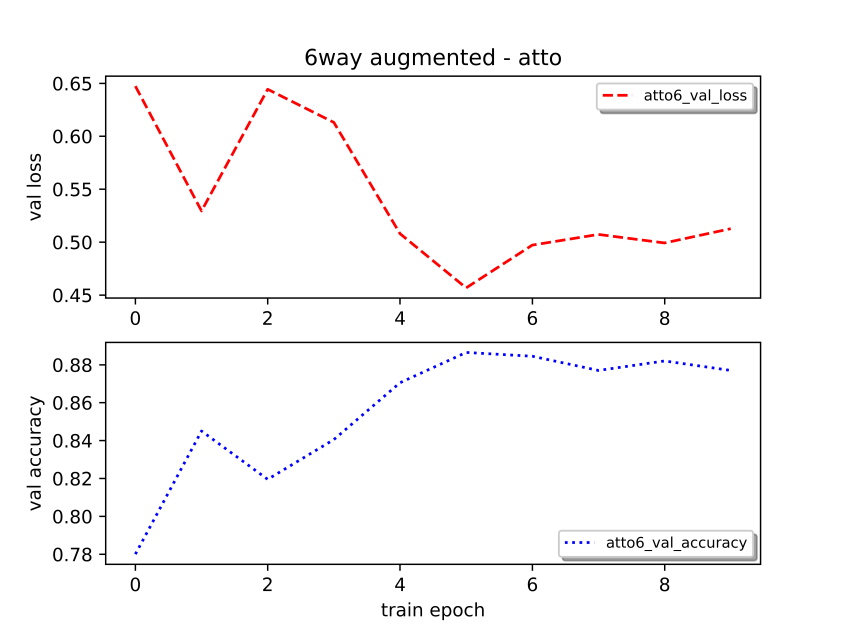 6way augmented - atto
0.65
0.60
0.55
0.50
0.45
val loss
atto6_val_loss
0 2 4 6 8
0.88
0.86
0.84
0.82
0.80
0.78
val accuracy
atto6_val_accuracy
0 2 4 6 8
train epoch